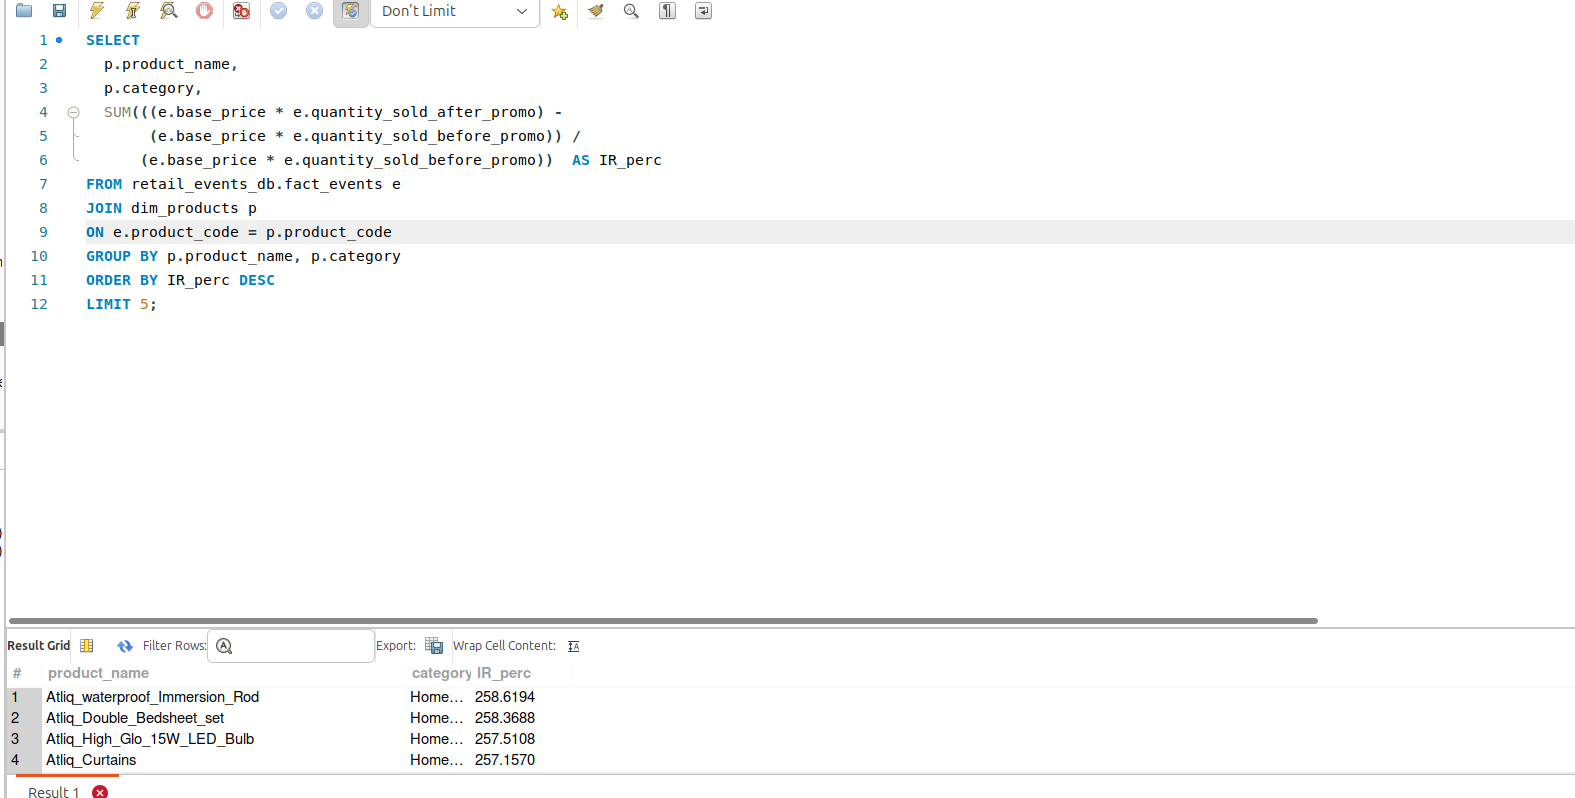 Don't Limit
1 SELECT
2 p.product_name,
3 p.category,
4 SUM(((e.base_price * e.quantity_sold_after_promo) -
5 (e.base_price * e.quantity_sold_before_promo)) /
6 (e.base_price * e.quantity_sold_before_promo)) AS IR_perc
7 FROM retail_events_db.fact_events e
8 JOIN dim_products p
9 ON e.product_code = p.product_code
10 GROUP BY p.product_name, p.category
11 ORDER BY IR_perc DESC
12 LIMIT 5;
Result Grid Filter Rows: Export: Wrap Cell Content:
# product_name category IR_perc
1 Atliq_waterproof_Immersion_Rod Home... 258.6194
2 Atliq_Double_Bedsheet_set Home... 258.3688
3 Atliq_High_Glo_15W_LED_Bulb Home... 257.5108
4 Atliq_Curtains Home... 257.1570
Result 1